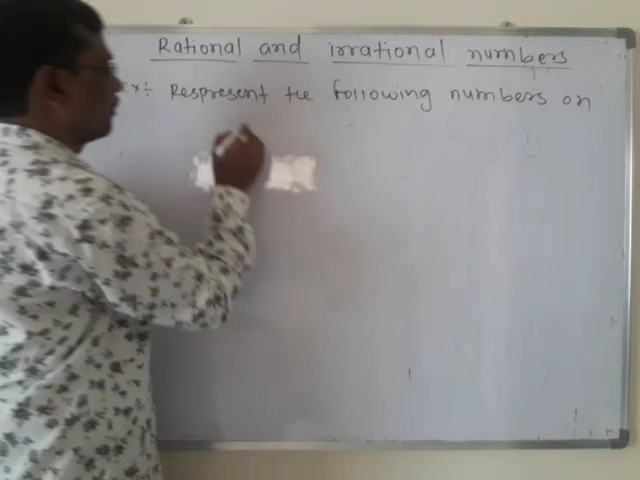 Rational and irrational numbers
Ex:- Respresent the following numbers on